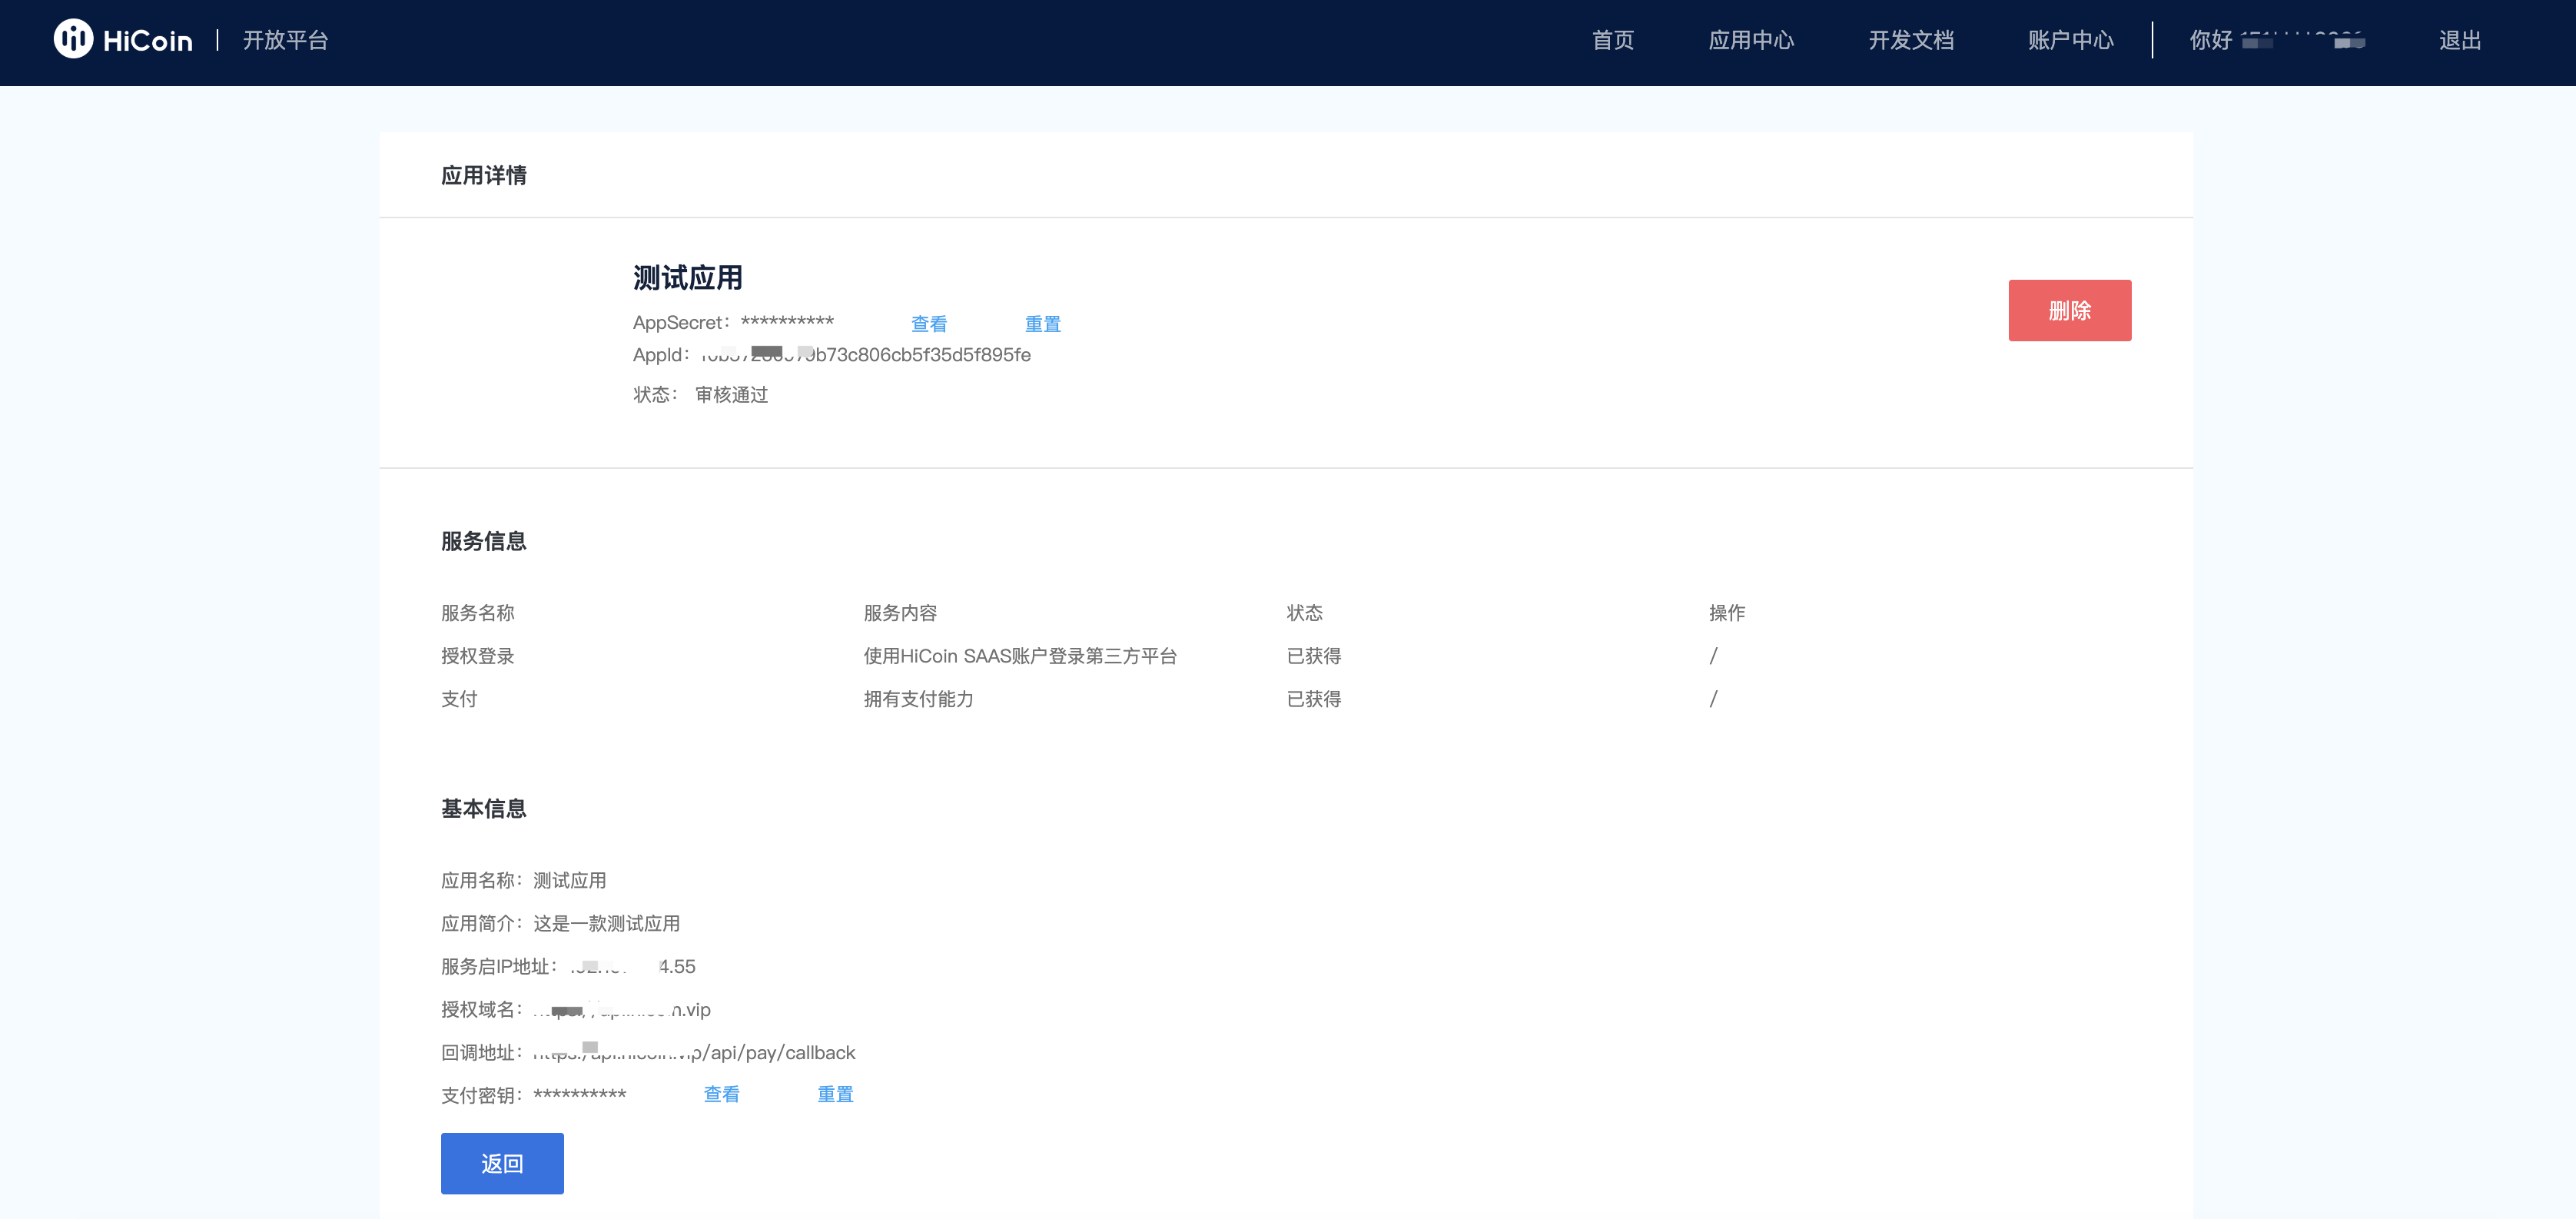 HiCoin | 开放平台 首页 应用中心 开发文档 账户中心 你好 退出
应用详情
测试应用
删除
AppSecret: ********** 查看 重置
AppId: b73c806cb5f35d5f895fe
状态: 审核通过
服务信息
服务名称 服务内容 状态 操作
授权登录 使用HiCoin SAAS账户登录第三方平台 已获得 /
支付 拥有支付能力 已获得 /
基本信息
应用名称: 测试应用
应用简介: 这是一款测试应用
服务启IP地址: 4.55
授权域名: n.vip
回调地址: /api/pay/callback
支付密钥: ********** 查看 重置
返回